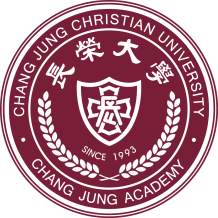 CHANG JUNG CHRISTIAN UNIVERSITY
長榮大學
SINCE 1993
CHANG JUNG ACADEMY